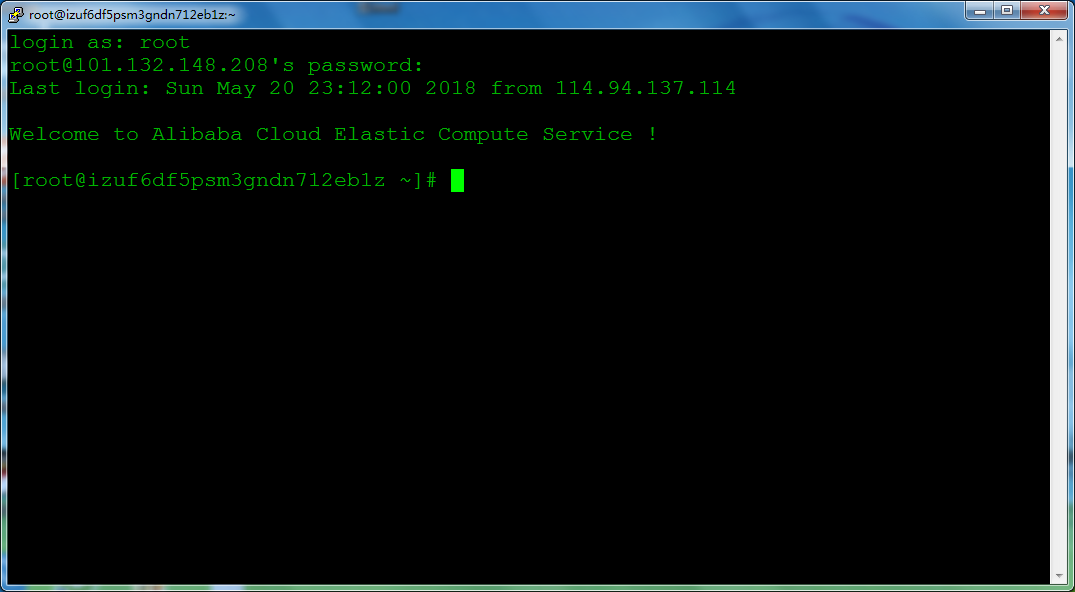 root@izuf6df5psm3gndn712eb1z:~
login as: root
root@101.132.148.208's password:
Last login: Sun May 20 23:12:00 2018 from 114.94.137.114
Welcome to Alibaba Cloud Elastic Compute Service !
[root@izuf6df5psm3gndn712eb1z ~]#